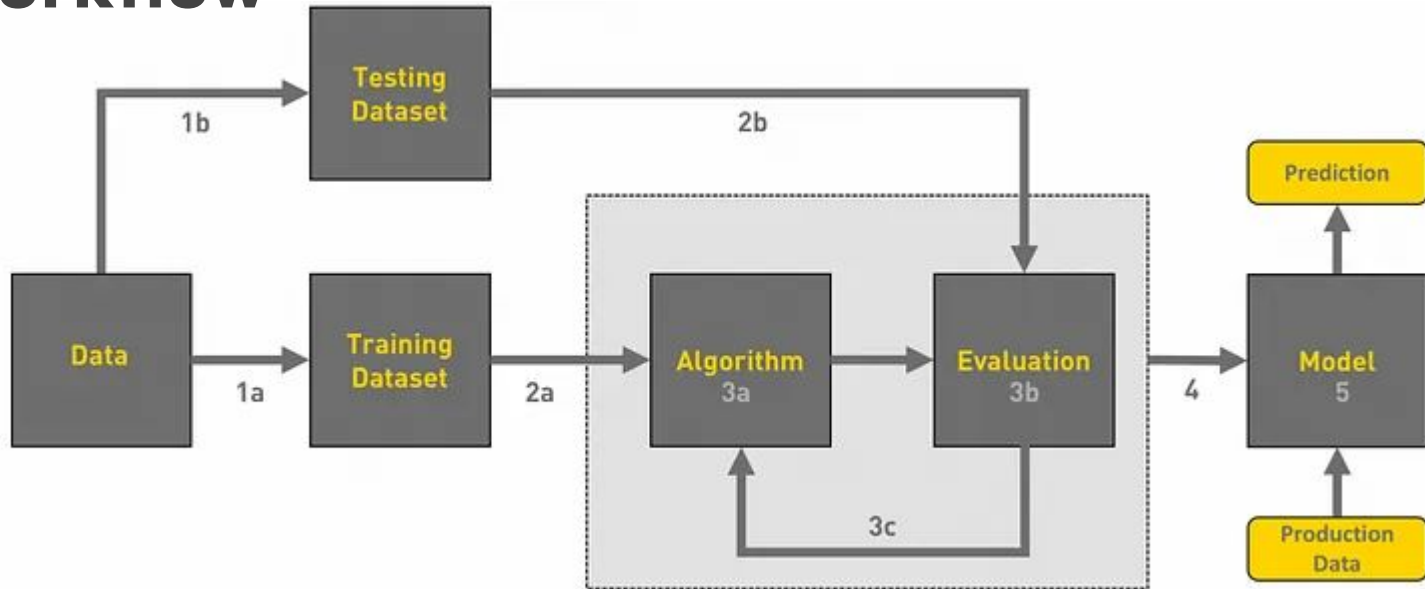 Testing
Dataset
1b
2b
Prediction
Data
Training
Dataset
Algorithm
3a
Evaluation
3b
Model
5
1a
2a
4
3c
Production
Data